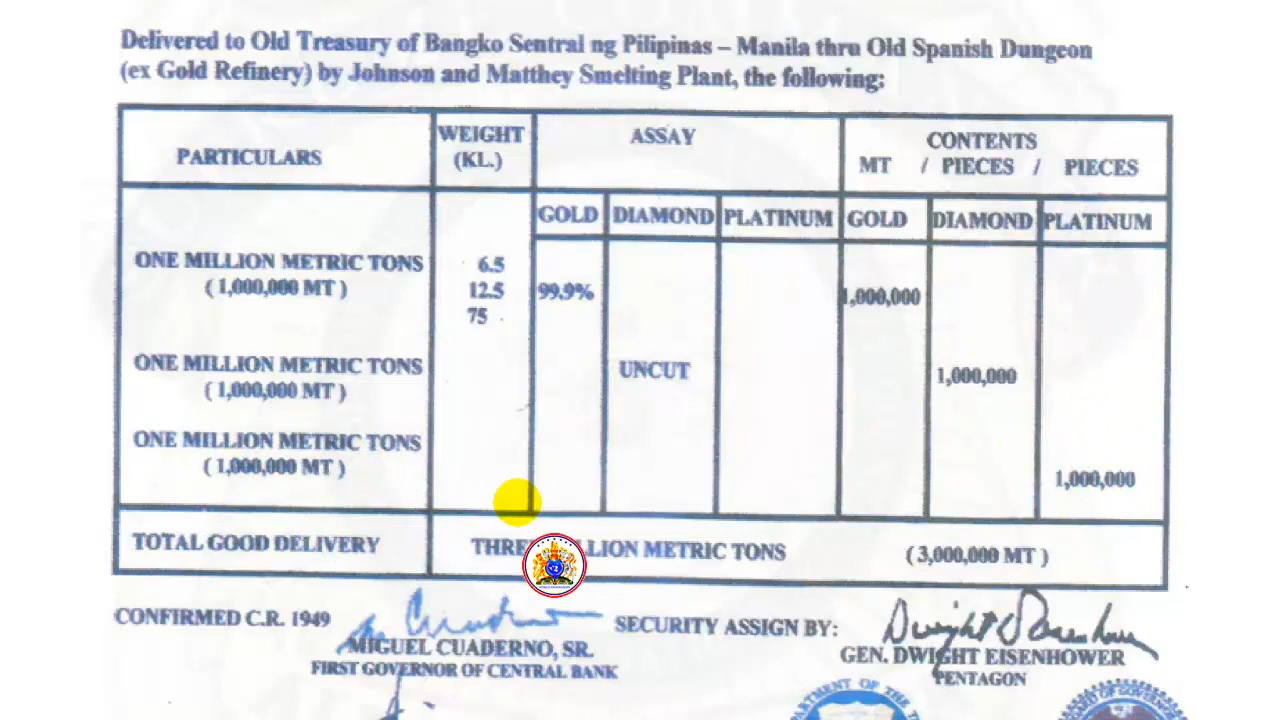 Delivered to Old Treasury of Bangko Sentral ng Pilipinas – Manila thru Old Spanish Dungeon
(ex Gold Refinery) by Johnson and Matthey Smelting Plant, the following:
PARTICULARS
WEIGHT
(KL.)
ASSAY
CONTENTS
MT / PIECES / PIECES
GOLD DIAMOND PLATINUM GOLD DIAMOND PLATINUM
ONE MILLION METRIC TONS
( 1,000,000 MT )
6.5
12.5
75
99.9%
1,000,000
ONE MILLION METRIC TONS
( 1,000,000 MT )
UNCUT
1,000,000
ONE MILLION METRIC TONS
( 1,000,000 MT )
1,000,000
TOTAL GOOD DELIVERY
METRIC TONS ( 3,000,000 MT )
CONFIRMED C.R. 1949
SECURITY ASSIGN BY:
Dwight Eisenhower
MIGUEL CUADERNO, SR.
FIRST GOVERNOR OF CENTRAL BANK
GEN. DWIGHT EISENHOWER
PENTAGON